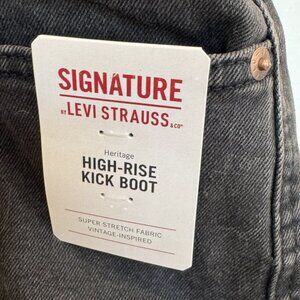 SIGNATURE
BY LEVI STRAUSS & CO
Heritage
HIGH-RISE
KICK BOOT
SUPER STRETCH FABRIC
VINTAGE-INSPIRED